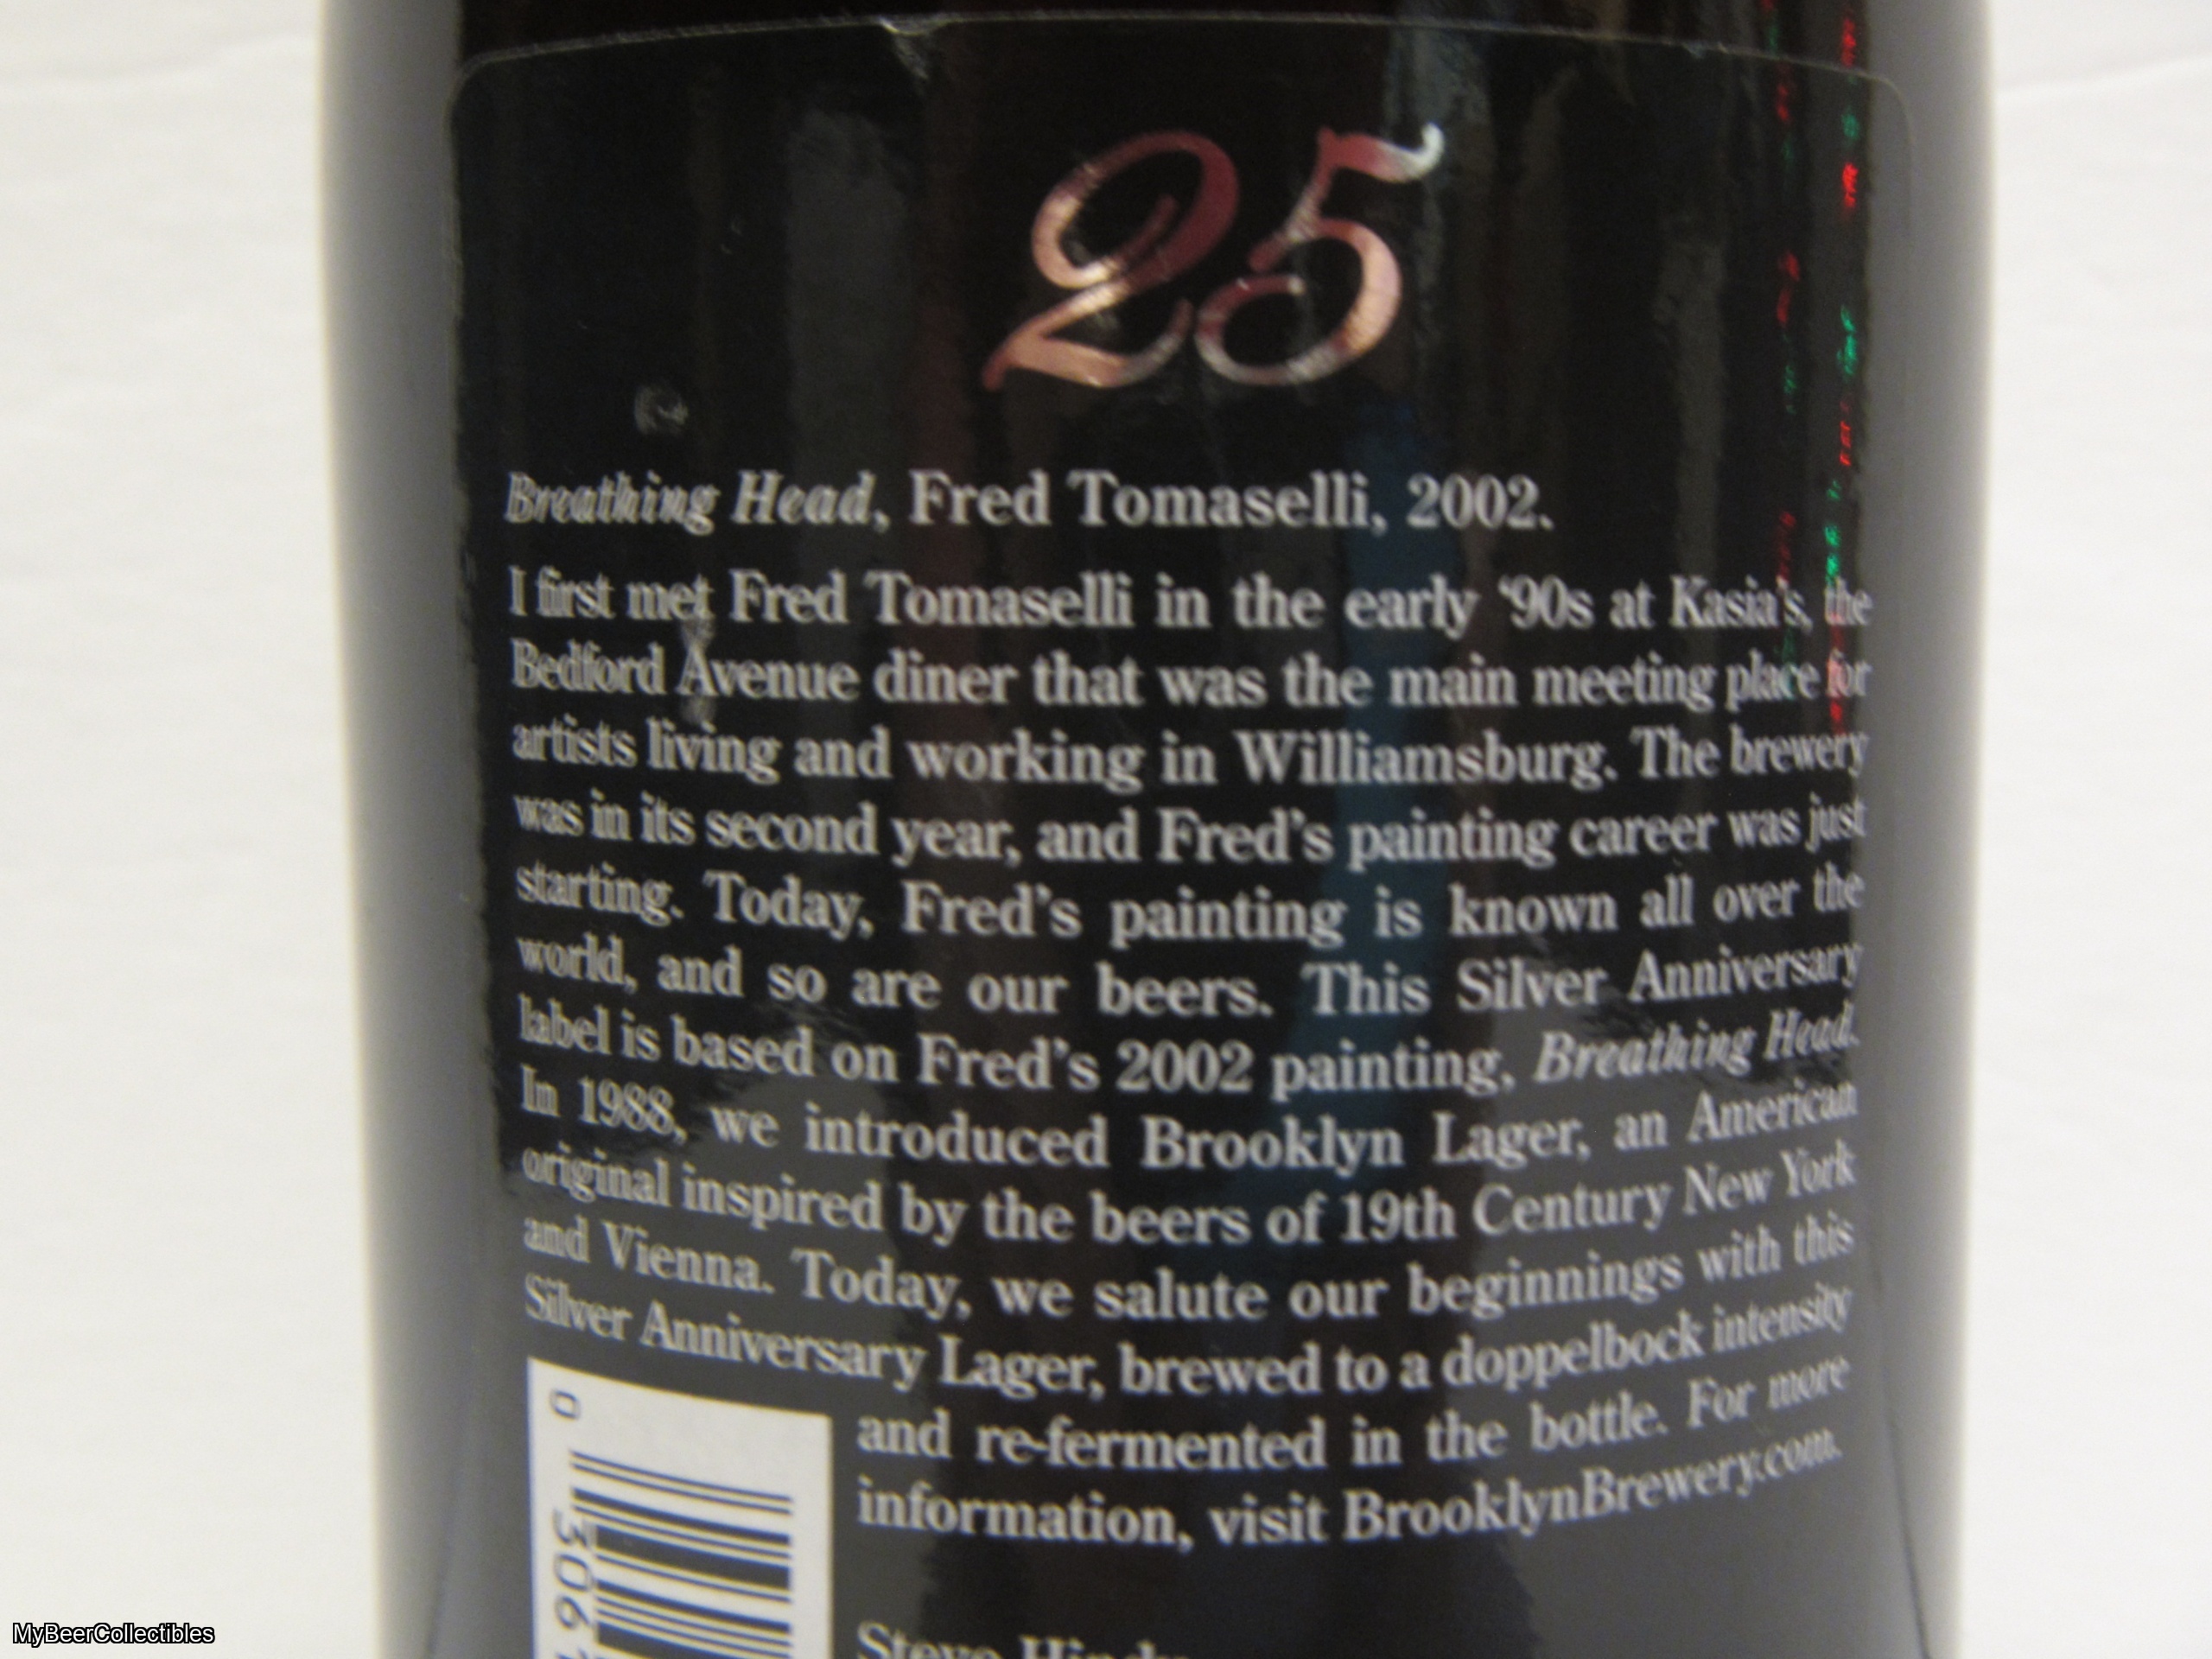 25
Breathing Head, Fred Tomaselli, 2002.
I first met Fred Tomaselli in the early ‘90s at Kasia's, the
Bedford Avenue diner that was the main meeting place for
artists living and working in Williamsburg. The brewery
was in its second year, and Fred’s painting career was just
starting. Today, Fred’s painting is known all over the
world, and so are our beers. This Silver Anniversary
label is based on Fred’s 2002 painting, Breathing Head.
In 1988, we introduced Brooklyn Lager, an American
original inspired by the beers of 19th Century New York
and Vienna. Today, we salute our beginnings with this
Silver Anniversary Lager, brewed to a doppelbock intensity
and re-fermented in the bottle. For more
information, visit BrooklynBrewery.com.
0 306
Steve Hindy
MyBeerCollectibles